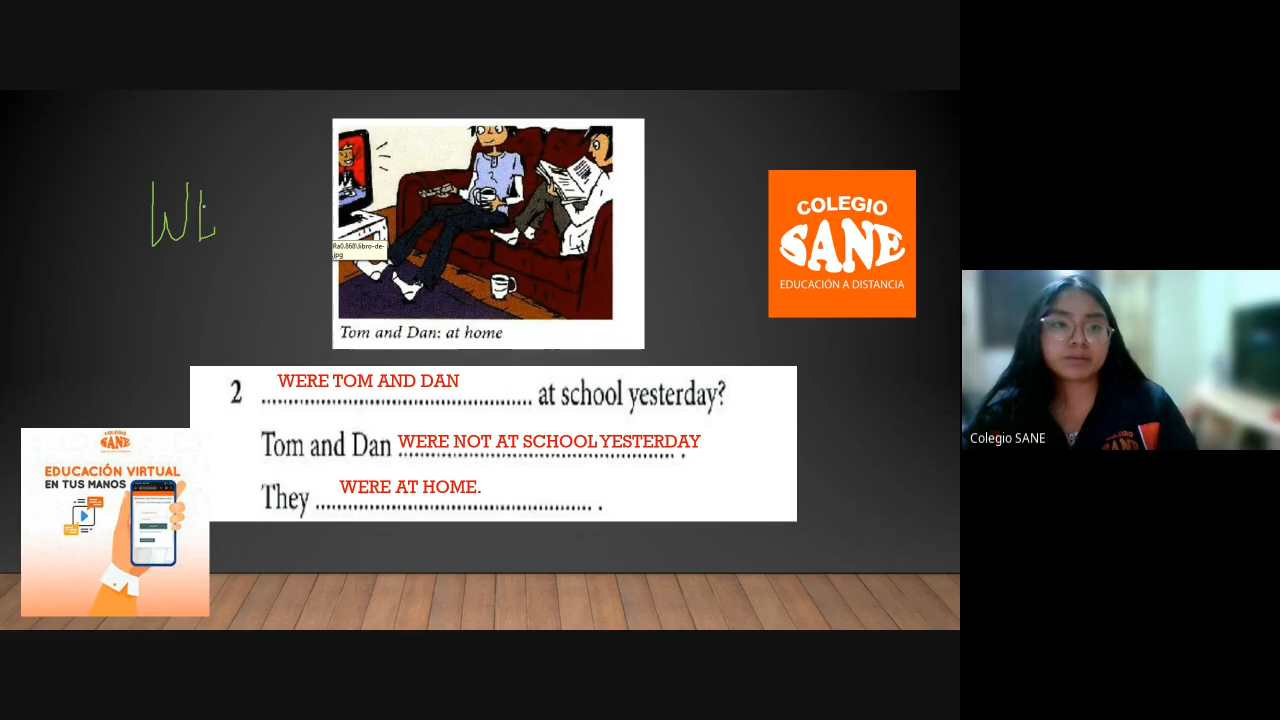 WL
COLEGIO
SANE
EDUCACIÓN A DISTANCIA
Tom and Dan: at home
2 WERE TOM AND DAN at school yesterday?
Tom and Dan WERE NOT AT SCHOOL YESTERDAY .
They WERE AT HOME. .
SANE
EDUCACIÓN VIRTUAL
EN TUS MANOS
Colegio SANE